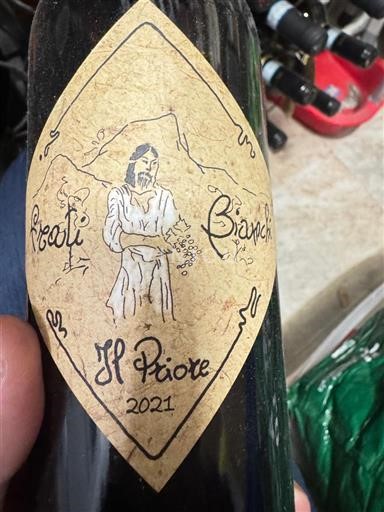 Frati Bianchi
Il Priore
2021